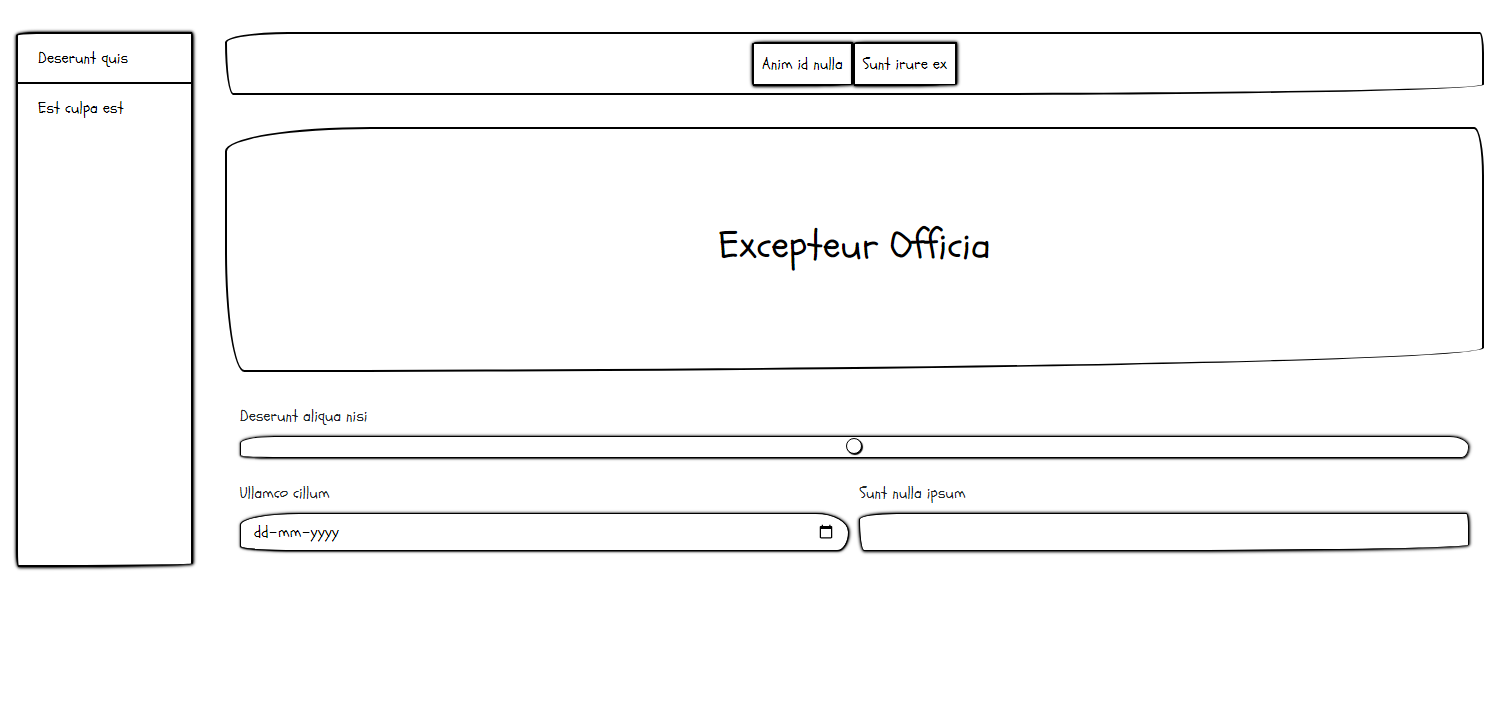 Deserunt quis
Est culpa est
Anim id nulla
Sunt irure ex
Excepteur Officia
Deserunt aliqua nisi
Ullamco cillum
dd-mm-yyyy
Sunt nulla ipsum